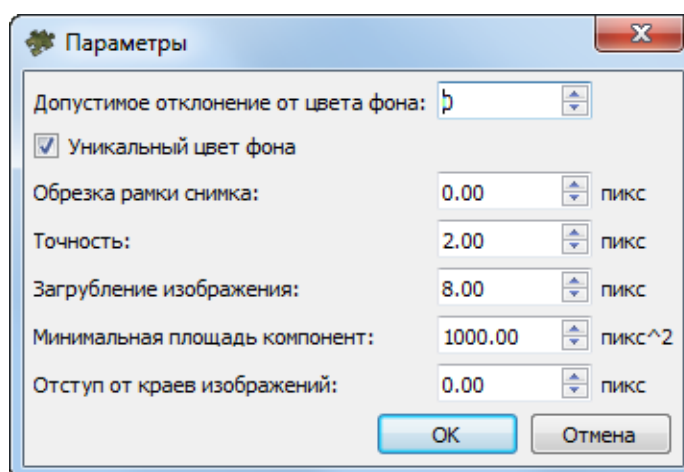 Параметры
Допустимое отклонение от цвета фона:
Уникальный цвет фона
Обрезка рамки снимка: 0.00 пикс
Точность: 2.00 пикс
Загрубление изображения: 8.00 пикс
Минимальная площадь компонент: 1000.00 пикс^2
Отступ от краев изображений: 0.00 пикс
OK Отмена